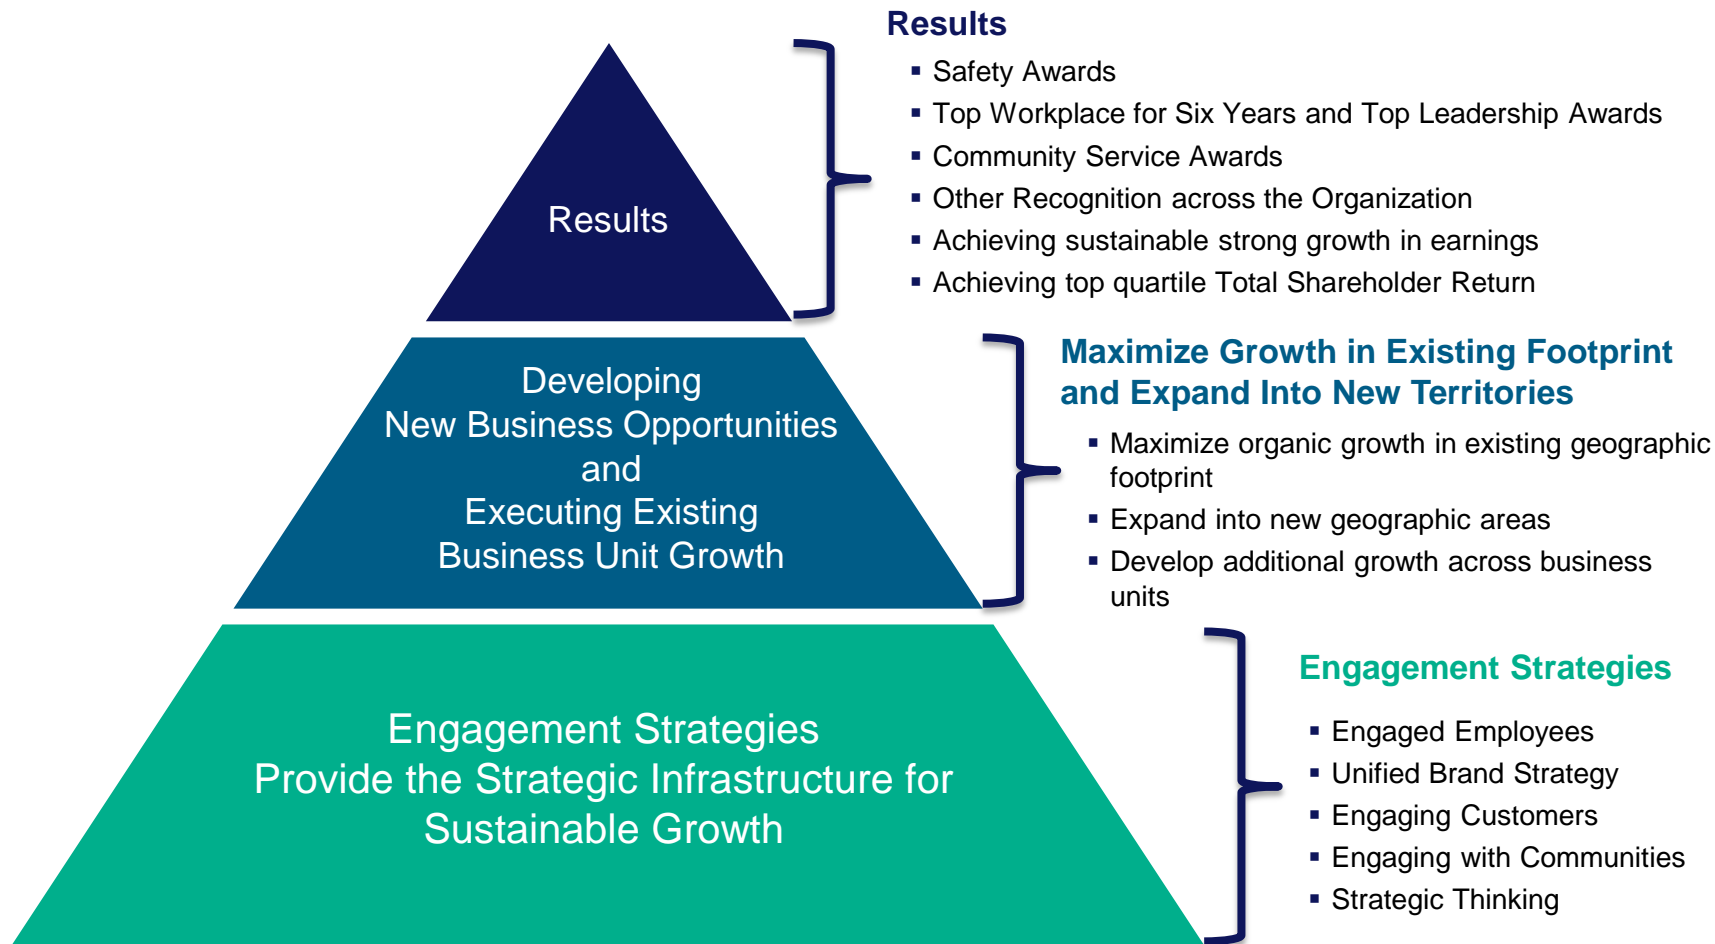 Results
▪ Safety Awards
▪ Top Workplace for Six Years and Top Leadership Awards
▪ Community Service Awards
▪ Other Recognition across the Organization
▪ Achieving sustainable strong growth in earnings
▪ Achieving top quartile Total Shareholder Return
Results
Maximize Growth in Existing Footprint
and Expand Into New Territories
▪ Maximize organic growth in existing geographic
footprint
▪ Expand into new geographic areas
▪ Develop additional growth across business
units
Developing
New Business Opportunities
and
Executing Existing
Business Unit Growth
Engagement Strategies
▪ Engaged Employees
▪ Unified Brand Strategy
▪ Engaging Customers
▪ Engaging with Communities
▪ Strategic Thinking
Engagement Strategies
Provide the Strategic Infrastructure for
Sustainable Growth